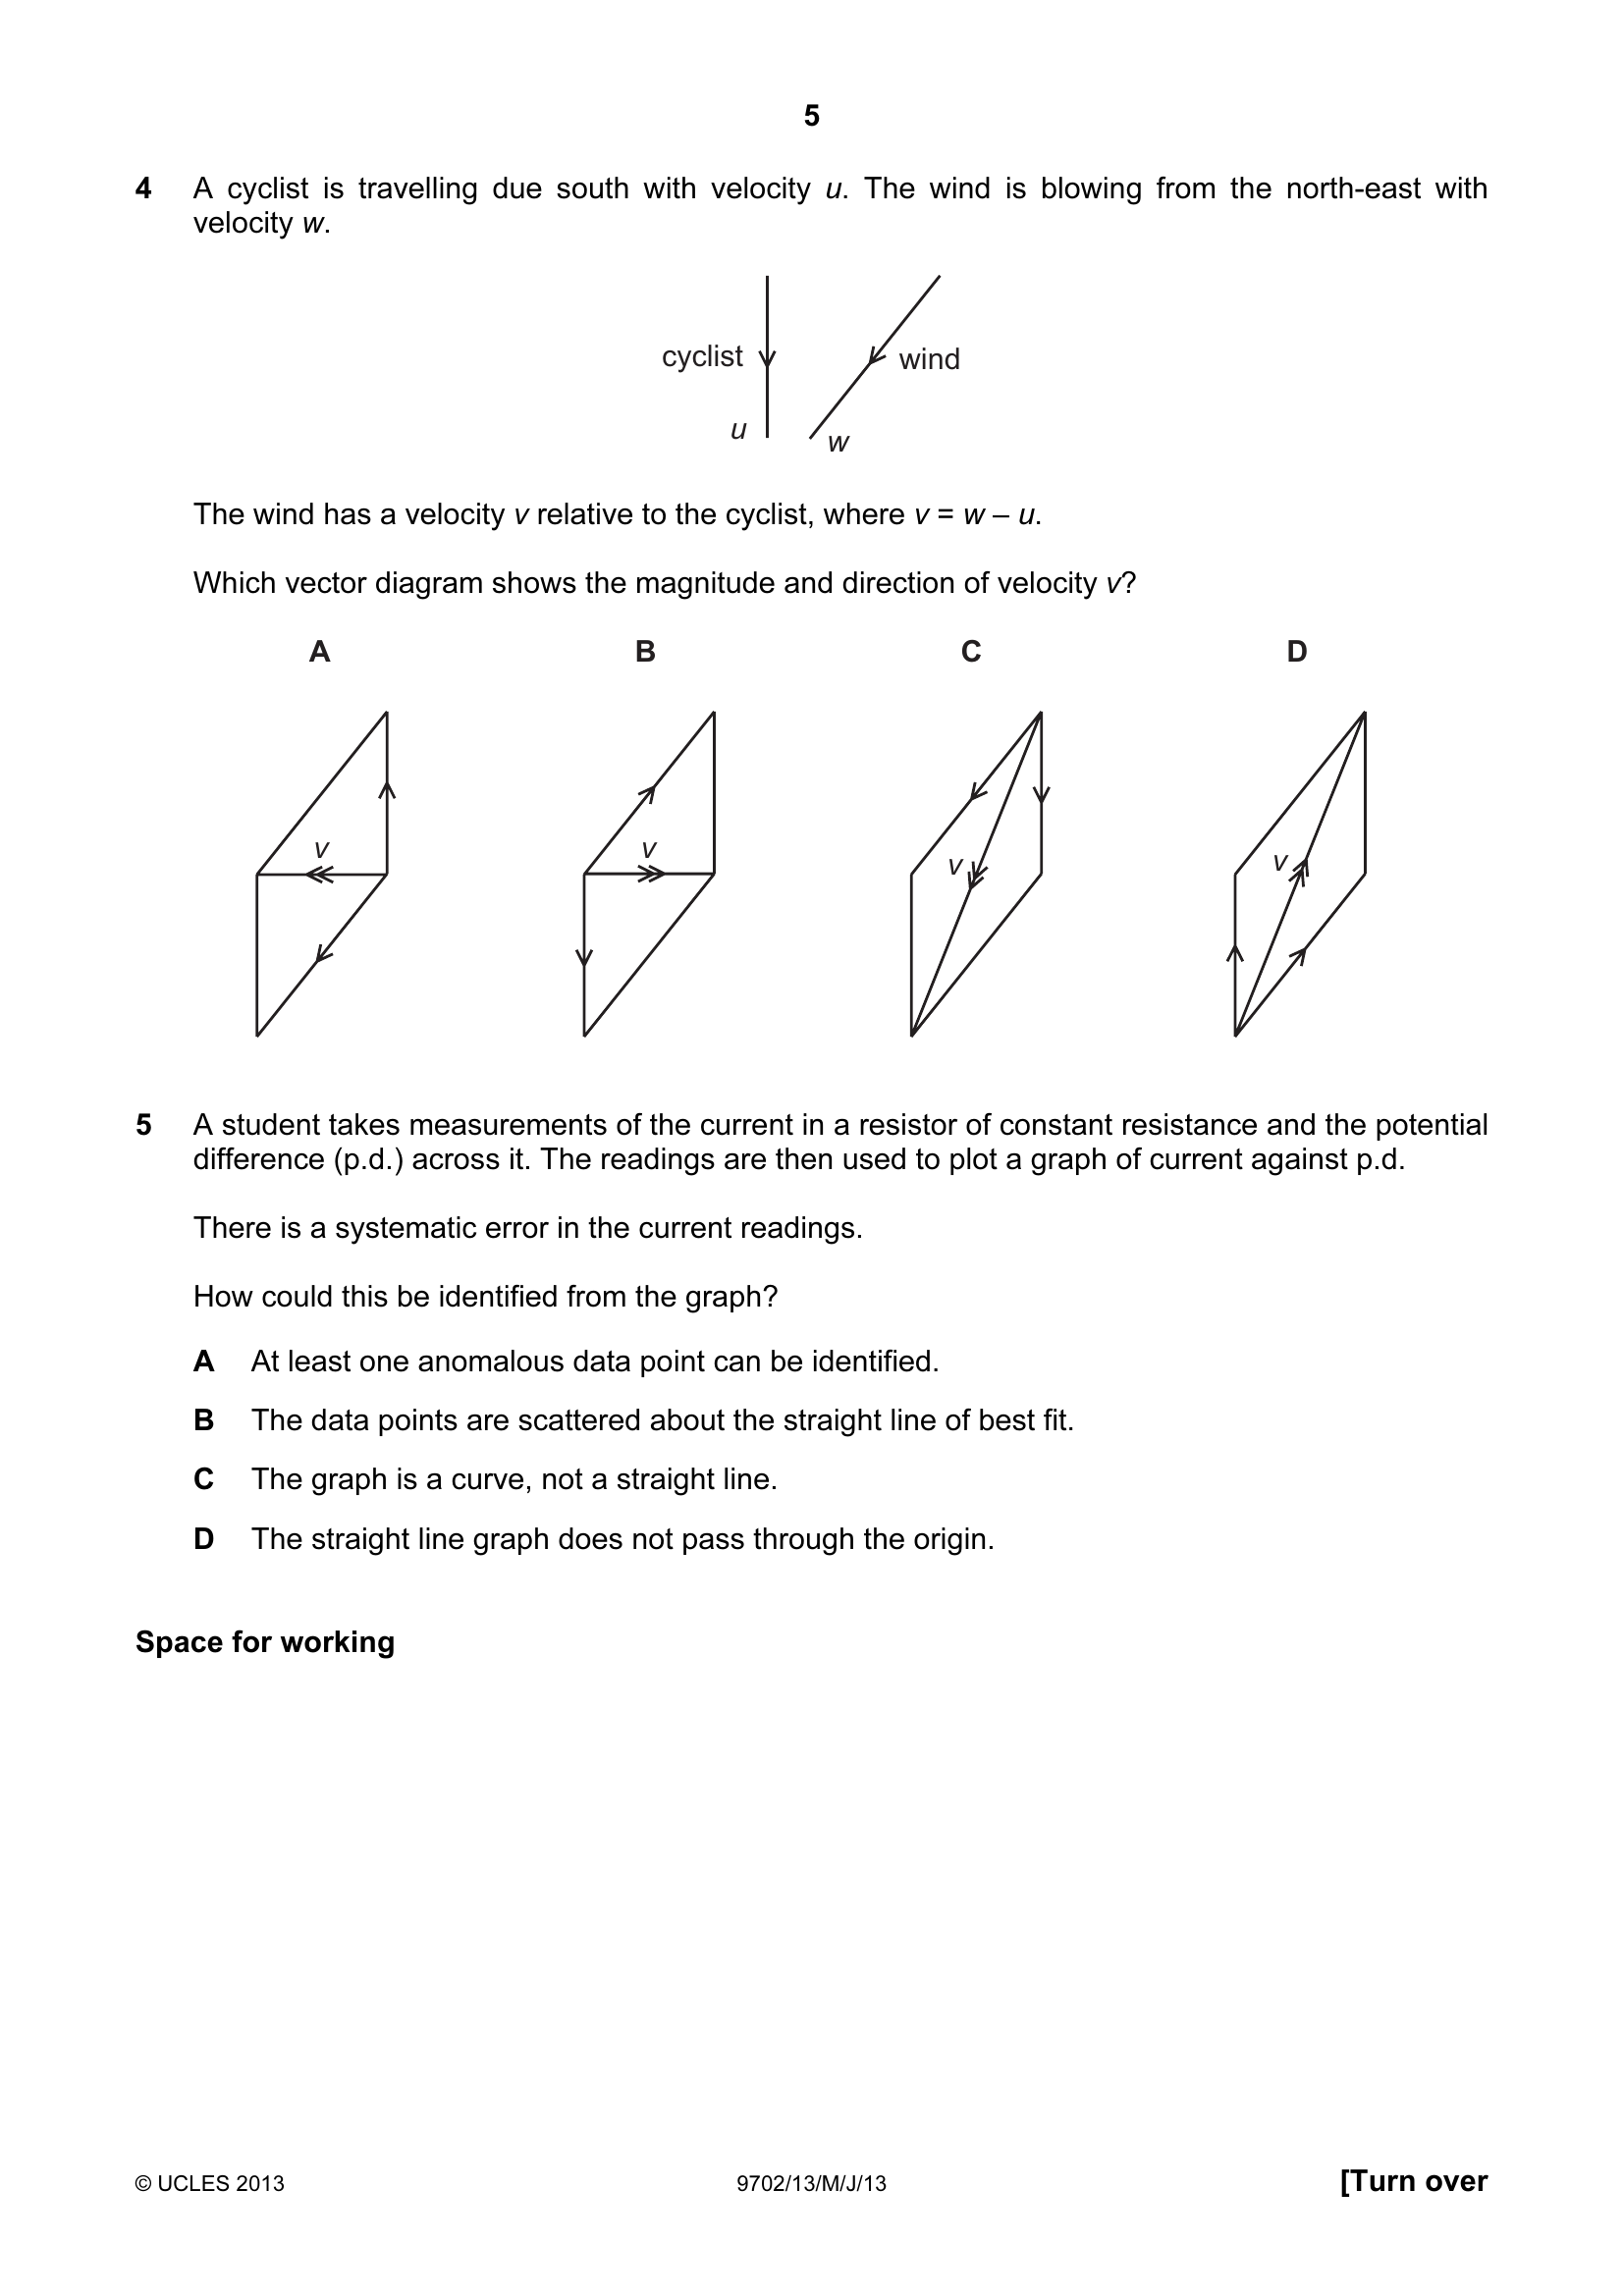 5
4 A cyclist is travelling due south with velocity u. The wind is blowing from the north-east with
velocity w.
cyclist
wind
u
w
The wind has a velocity v relative to the cyclist, where v = w – u.
Which vector diagram shows the magnitude and direction of velocity v?
A B C D
v v v v
5 A student takes measurements of the current in a resistor of constant resistance and the potential
difference (p.d.) across it. The readings are then used to plot a graph of current against p.d.
There is a systematic error in the current readings.
How could this be identified from the graph?
A At least one anomalous data point can be identified.
B The data points are scattered about the straight line of best fit.
C The graph is a curve, not a straight line.
D The straight line graph does not pass through the origin.
Space for working
© UCLES 2013 9702/13/M/J/13 [Turn over